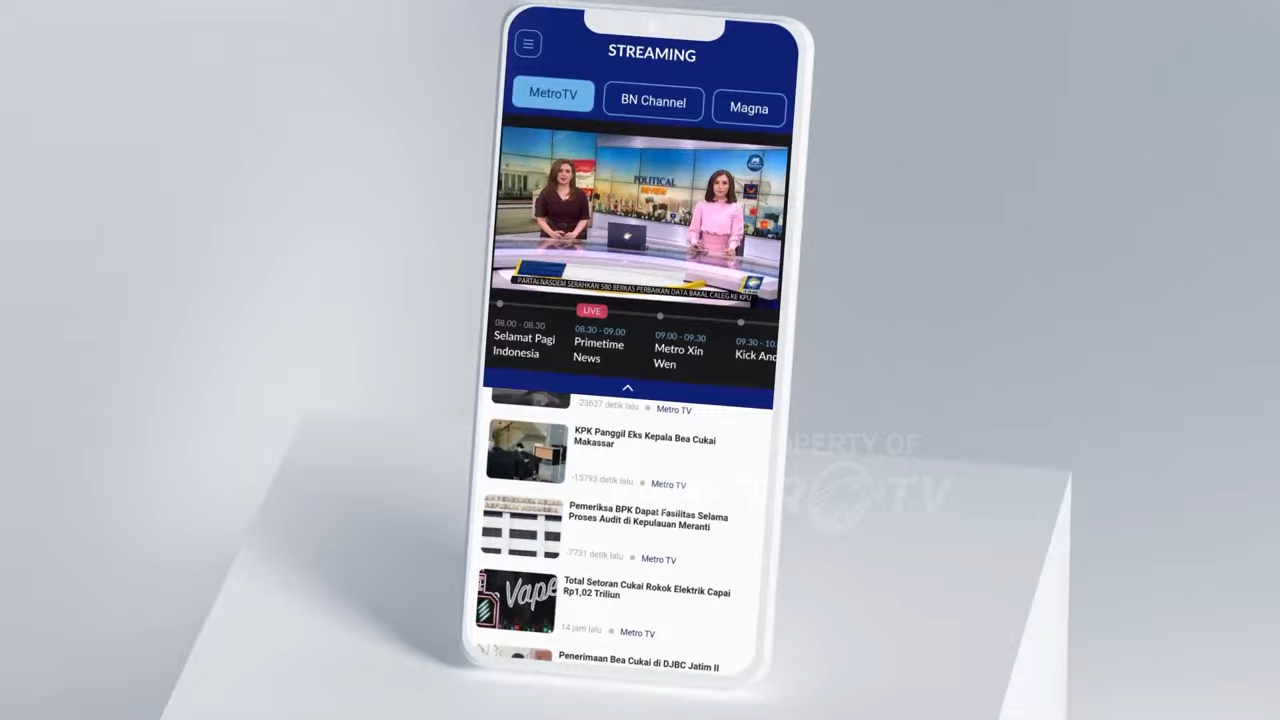 STREAMING
MetroTV
BN Channel
Magna
POLITICAL
REVIEW
PARTAI NASDEM SERAHKAN 580 BERKAS PERBAIKAN DATA BAKAL CALEG KE KPU
LIVE
08.00 - 08.30
Selamat Pagi
Indonesia
08.30 - 09.00
Primetime
News
09.00 - 09.30
Metro Xin
Wen
09.30 - 10.
Kick And
-23637 detik lalu
Metro TV
KPK Panggil Eks Kepala Bea Cukai
Makassar
-15793 detik lalu
Metro TV
Pemeriksa BPK Dapat Fasilitas Selama
Proses Audit di Kepulauan Meranti
-7731 detik lalu
Metro TV
Vape
Total Setoran Cukai Rokok Elektrik Capai
Rp1,02 Triliun
14 jam lalu
Metro TV
Penerimaan Bea Cukai di DJBC Jatim II
PERTY OF
TV